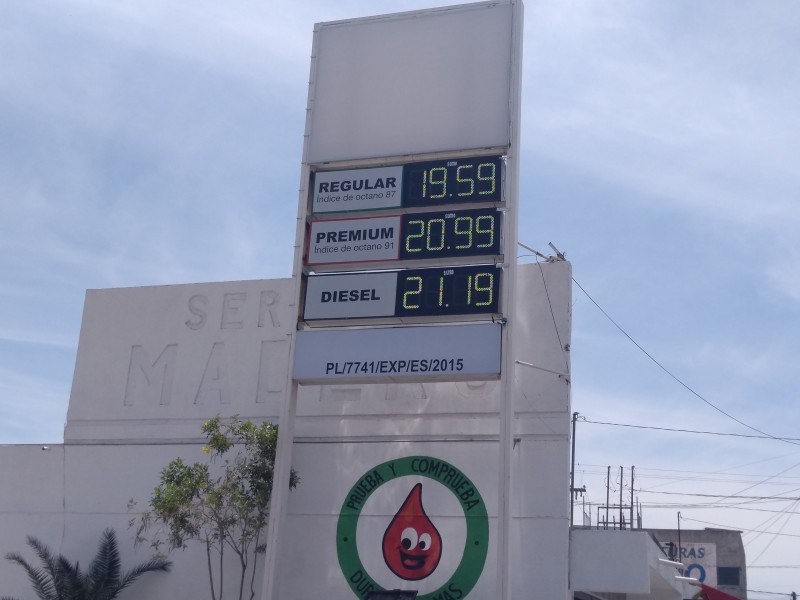 REGULAR
Índice de octano 87
19.59
PREMIUM
Índice de octano 91
20.99
DIESEL
21.19
PL/7741/EXP/ES/2015
PRUEBA Y COMPRUEBA